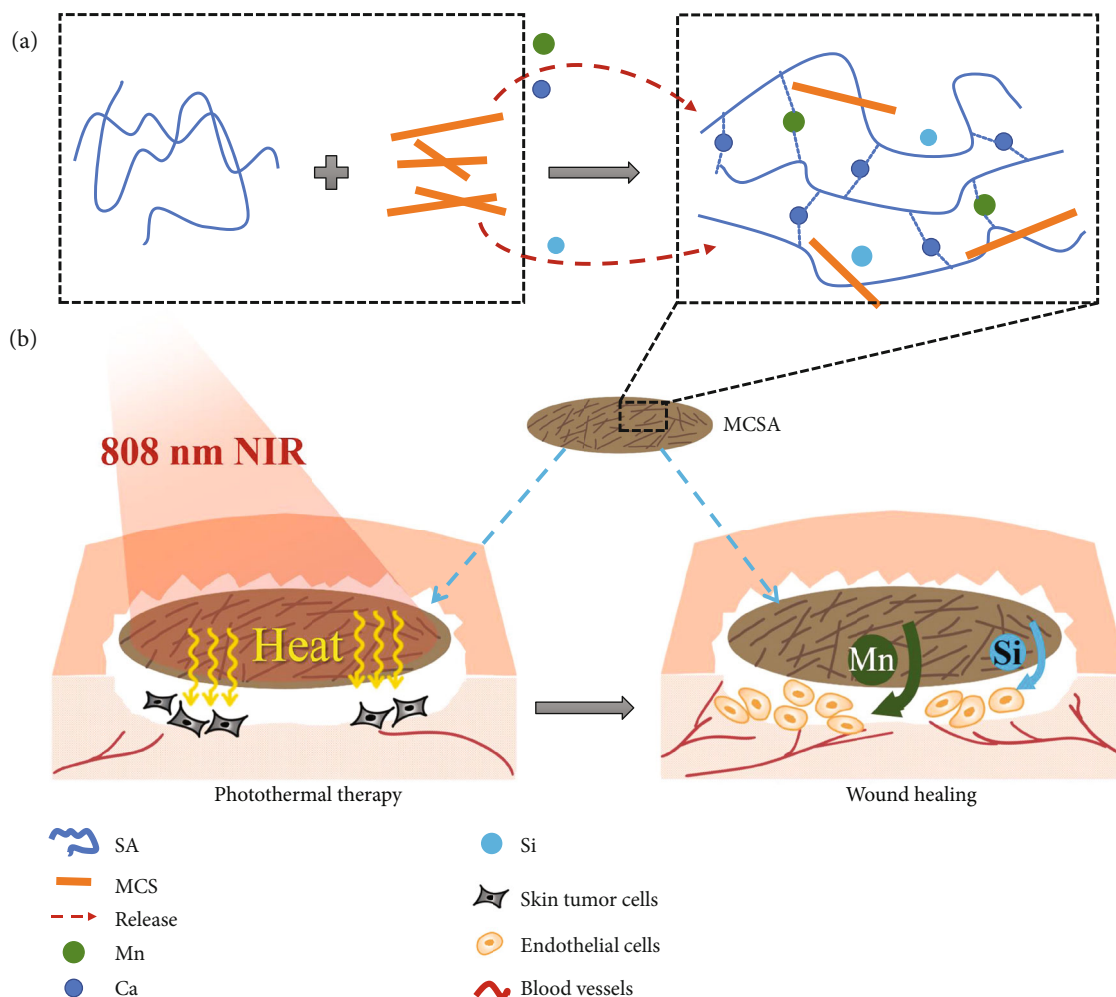 (a)
(b)
MCSA
808 nm NIR
Heat
Mn
Si
Photothermal therapy
Wound healing
SA
MCS
Release
Mn
Ca
Si
Skin tumor cells
Endothelial cells
Blood vessels